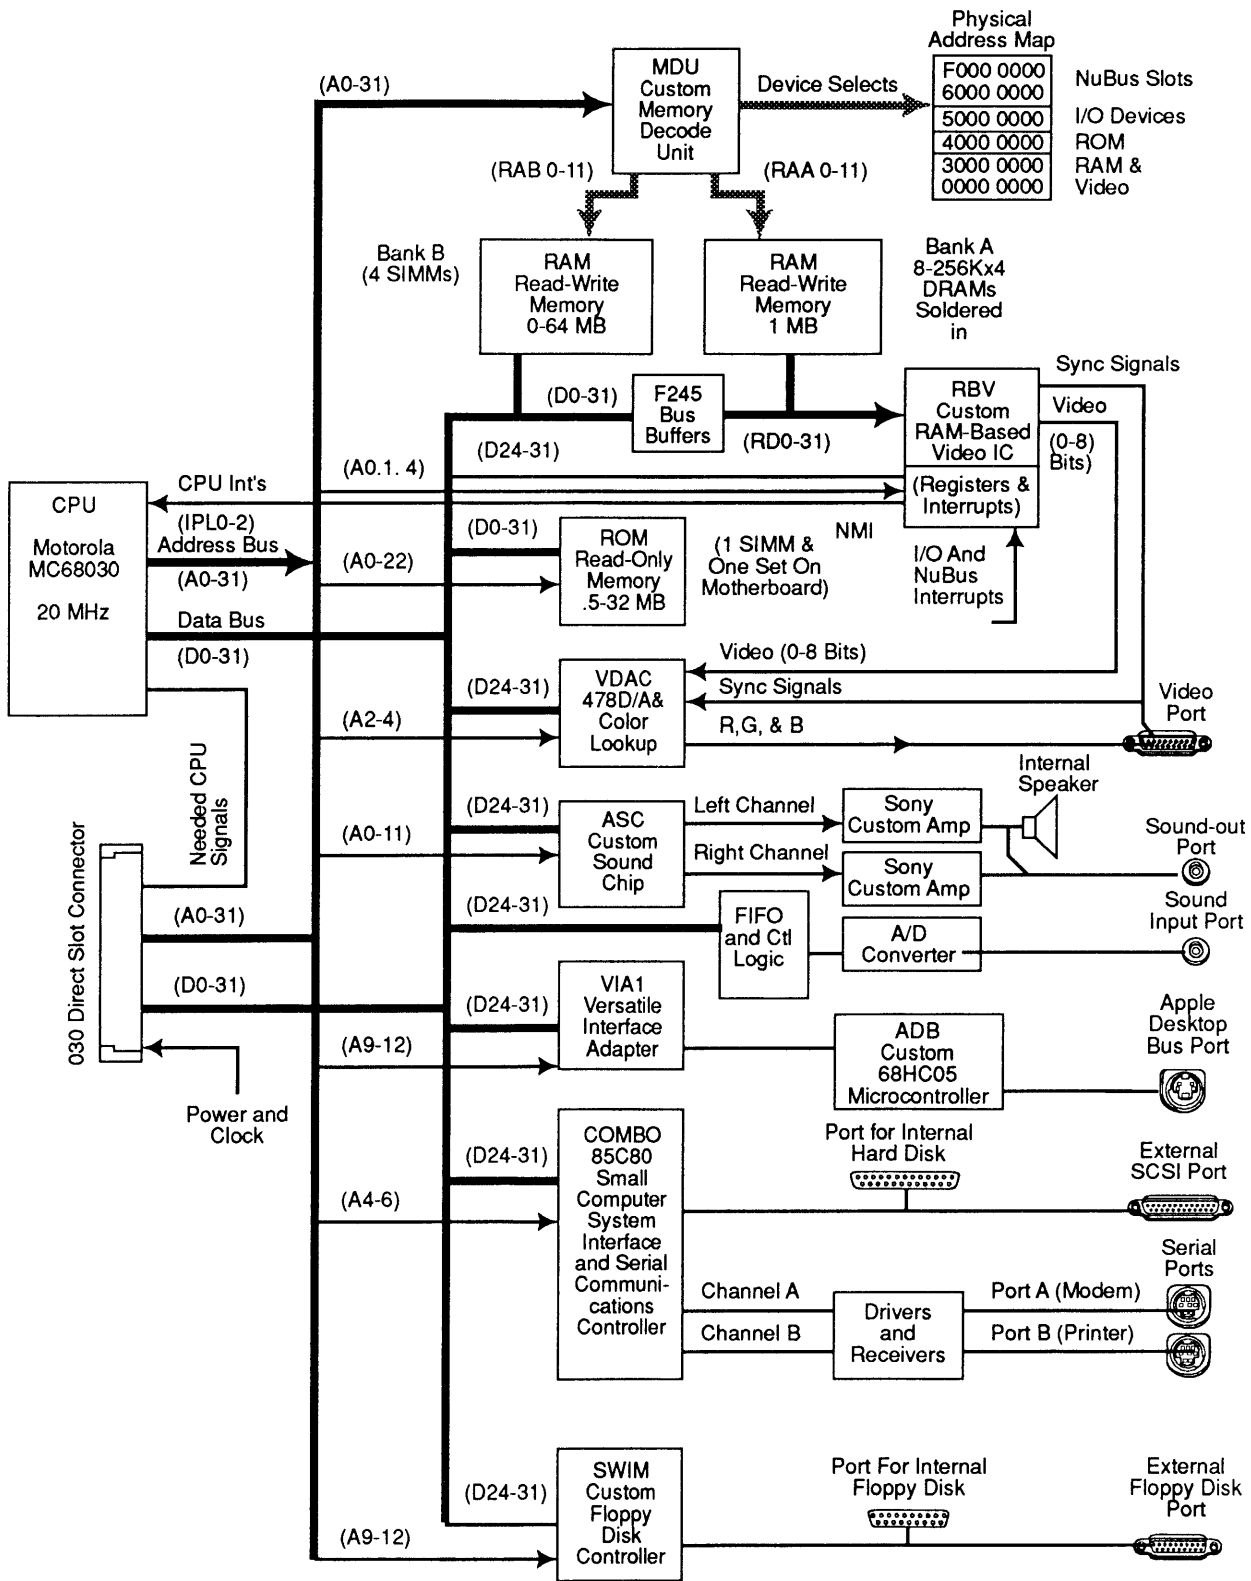 Physical
Address Map
F000 0000
6000 0000
NuBus Slots
5000 0000
I/O Devices
4000 0000
ROM
3000 0000
0000 0000
RAM &
Video
(A0-31)
MDU
Custom
Memory
Decode
Unit
Device Selects
(RAB 0-11)
(RAA 0-11)
Bank B
(4 SIMMs)
RAM
Read-Write
Memory
0-64 MB
RAM
Read-Write
Memory
1 MB
Bank A
8-256Kx4
DRAMs
Soldered
in
(D0-31)
F245
Bus
Buffers
(RD0-31)
RBV
Custom
RAM-Based
Video IC
(Registers &
Interrupts)
Sync Signals
Video
(0-8)
Bits)
(D24-31)
(A0.1. 4)
CPU
Motorola
MC68030
20 MHz
CPU Int's
(IPL0-2)
Address Bus
(A0-31)
Data Bus
(D0-31)
NMI
I/O And
NuBus
Interrupts
(D0-31)
(A0-22)
ROM
Read-Only
Memory
.5-32 MB
(1 SIMM &
One Set On
Motherboard)
Video (0-8 Bits)
Sync Signals
R,G, & B
Video
Port
(D24-31)
(A2-4)
VDAC
478D/A&
Color
Lookup
Needed CPU
Signals
(D24-31)
(A0-11)
ASC
Custom
Sound
Chip
Left Channel
Right Channel
Sony
Custom Amp
Sony
Custom Amp
Internal
Speaker
Sound-out
Port
030 Direct Slot Connector
(A0-31)
(D0-31)
Power and
Clock
(D24-31)
FIFO
and Ctl
Logic
A/D
Converter
Sound
Input Port
(D24-31)
(A9-12)
VIA1
Versatile
Interface
Adapter
ADB
Custom
68HC05
Microcontroller
Apple
Desktop
Bus Port
(D24-31)
(A4-6)
COMBO
85C80
Small
Computer
System
Interface
and Serial
Communi-
cations
Controller
Port for Internal
Hard Disk
External
SCSI Port
Channel A
Channel B
Drivers
and
Receivers
Port A (Modem)
Port B (Printer)
Serial
Ports
(D24-31)
(A9-12)
SWIM
Custom
Floppy
Disk
Controller
Port For Internal
Floppy Disk
External
Floppy Disk
Port